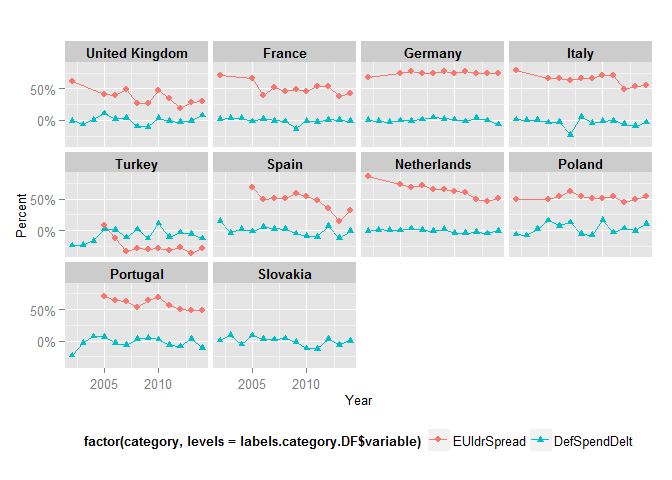 United Kingdom France Germany Italy
50%
0%
Turkey Spain Netherlands Poland
50%
0%
Portugal Slovakia
50%
0%
2005 2010 2005 2010
Percent
Year
factor(category, levels = labels.category.DF$variable) EUldrSpread DefSpendDelt